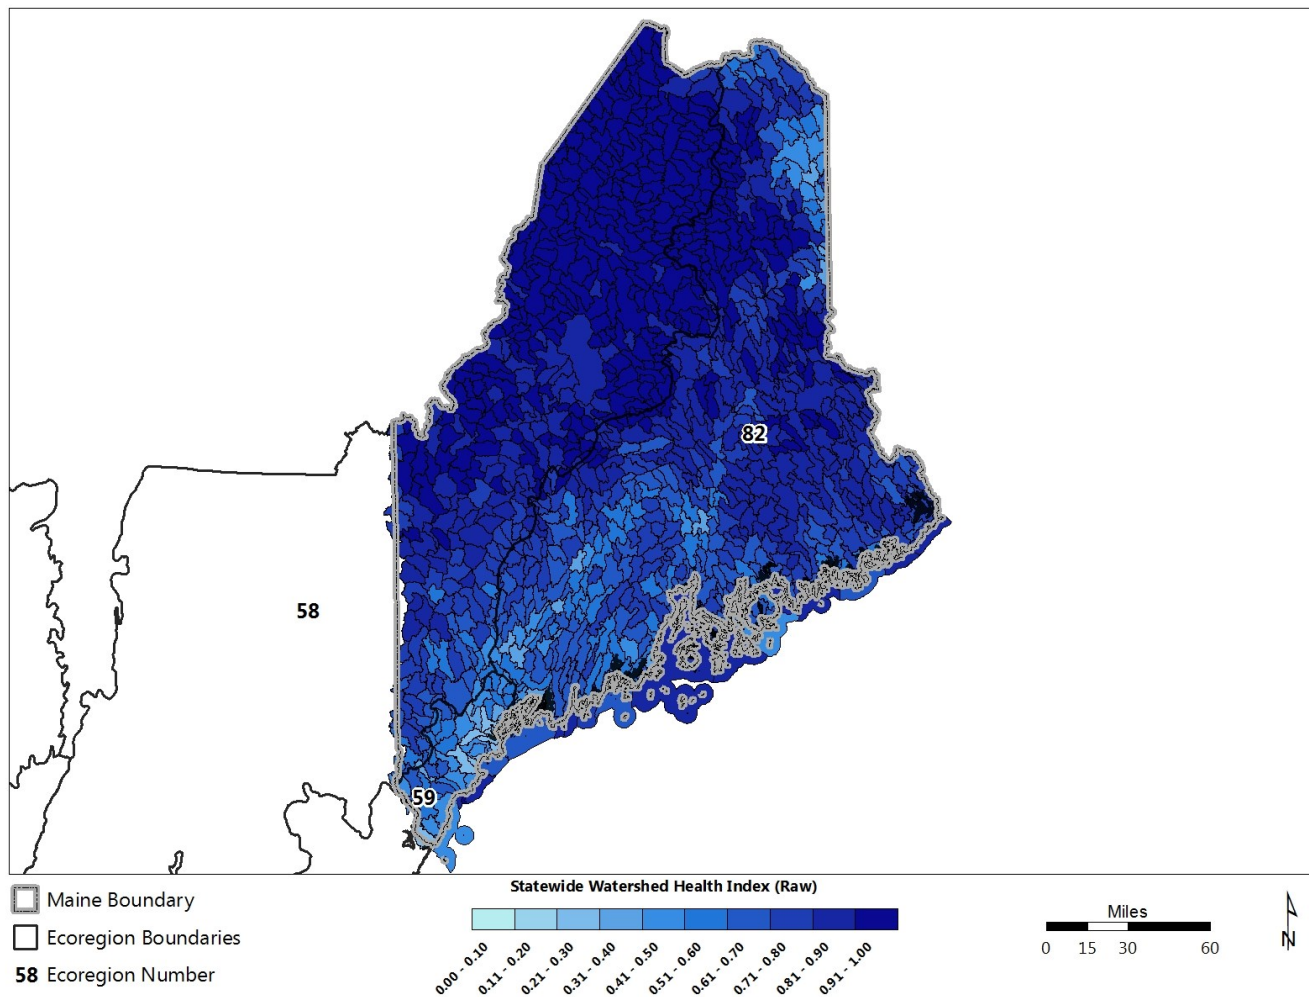 82
58
59
Maine Boundary
Ecoregion Boundaries
58 Ecoregion Number
Statewide Watershed Health Index (Raw)
0.00 - 0.10
0.11 - 0.20
0.21 - 0.30
0.31 - 0.40
0.41 - 0.50
0.51 - 0.60
0.61 - 0.70
0.71 - 0.80
0.81 - 0.90
0.91 - 1.00
Miles
0 15 30 60
N